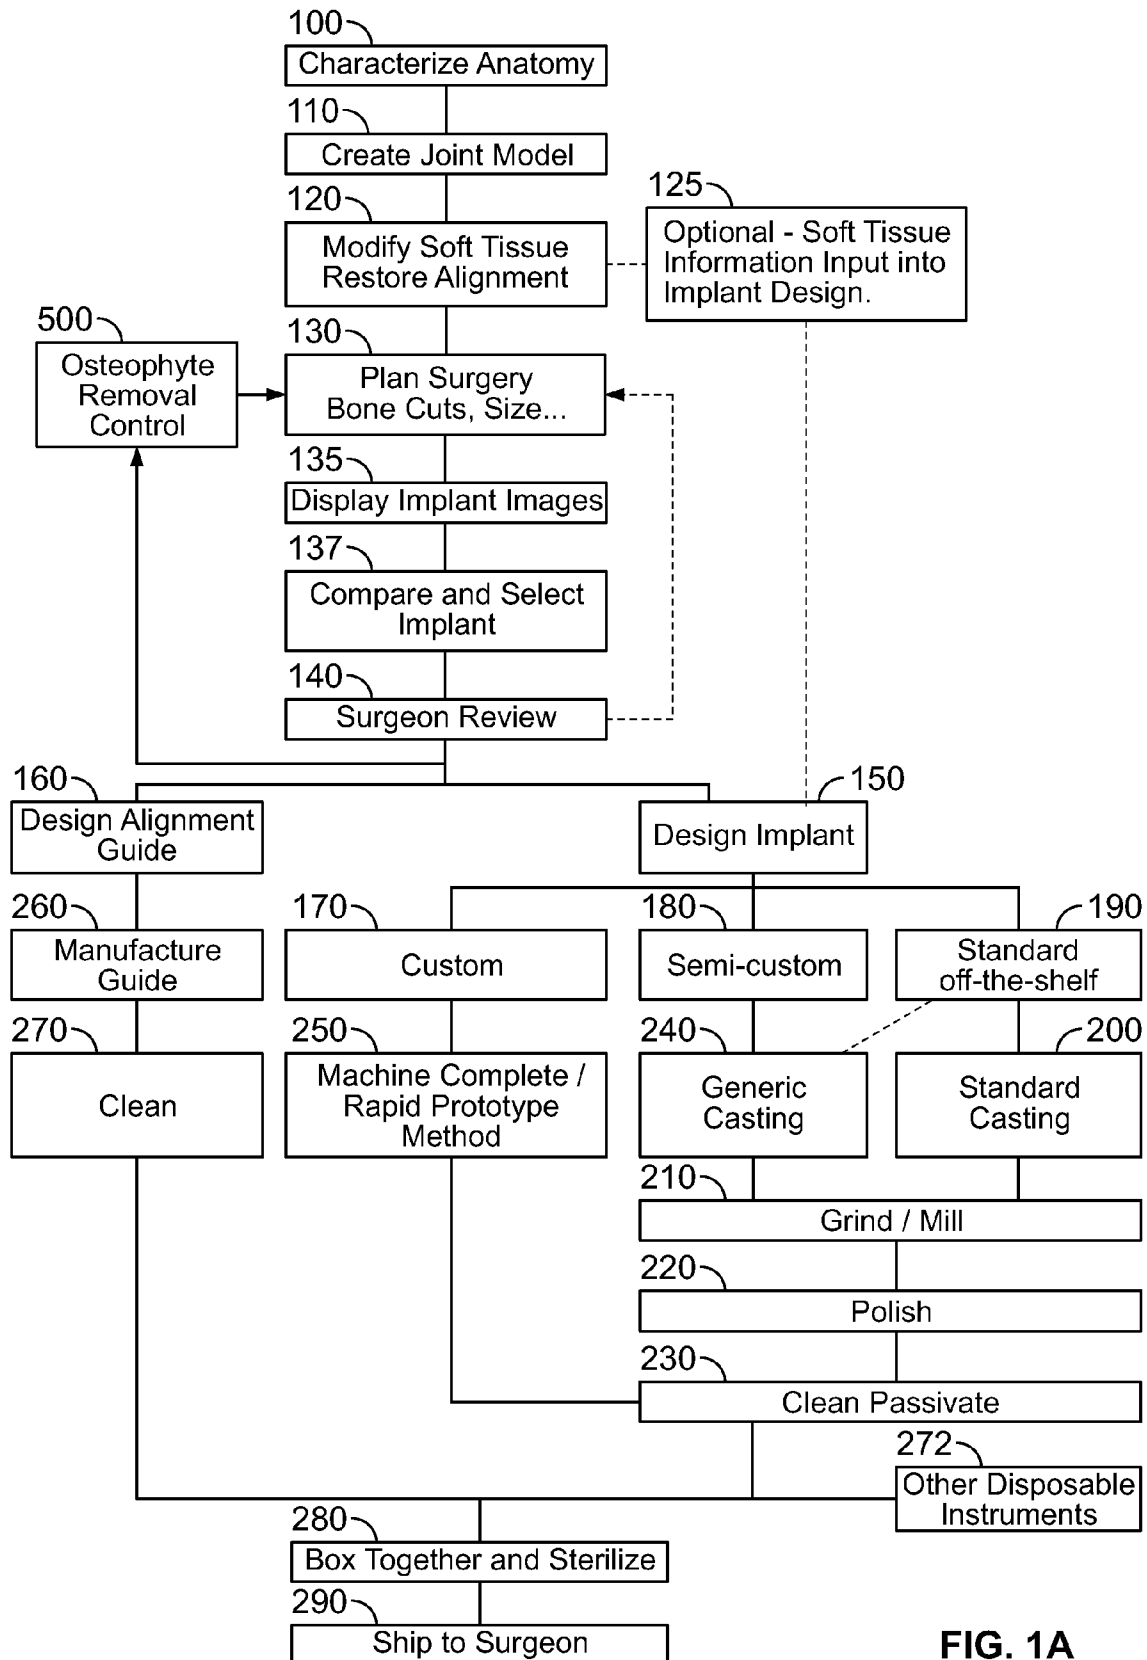 100
Characterize Anatomy
110
Create Joint Model
120
Modify Soft Tissue
Restore Alignment
125
Optional - Soft Tissue
Information Input into
Implant Design.
500
Osteophyte
Removal
Control
130
Plan Surgery
Bone Cuts, Size...
135
Display Implant Images
137
Compare and Select
Implant
140
Surgeon Review
160
Design Alignment
Guide
150
Design Implant
260
Manufacture
Guide
170
Custom
180
Semi-custom
190
Standard
off-the-shelf
270
Clean
250
Machine Complete /
Rapid Prototype
Method
240
Generic
Casting
200
Standard
Casting
210
Grind / Mill
220
Polish
230
Clean Passivate
272
Other Disposable
Instruments
280
Box Together and Sterilize
290
Ship to Surgeon
FIG. 1A